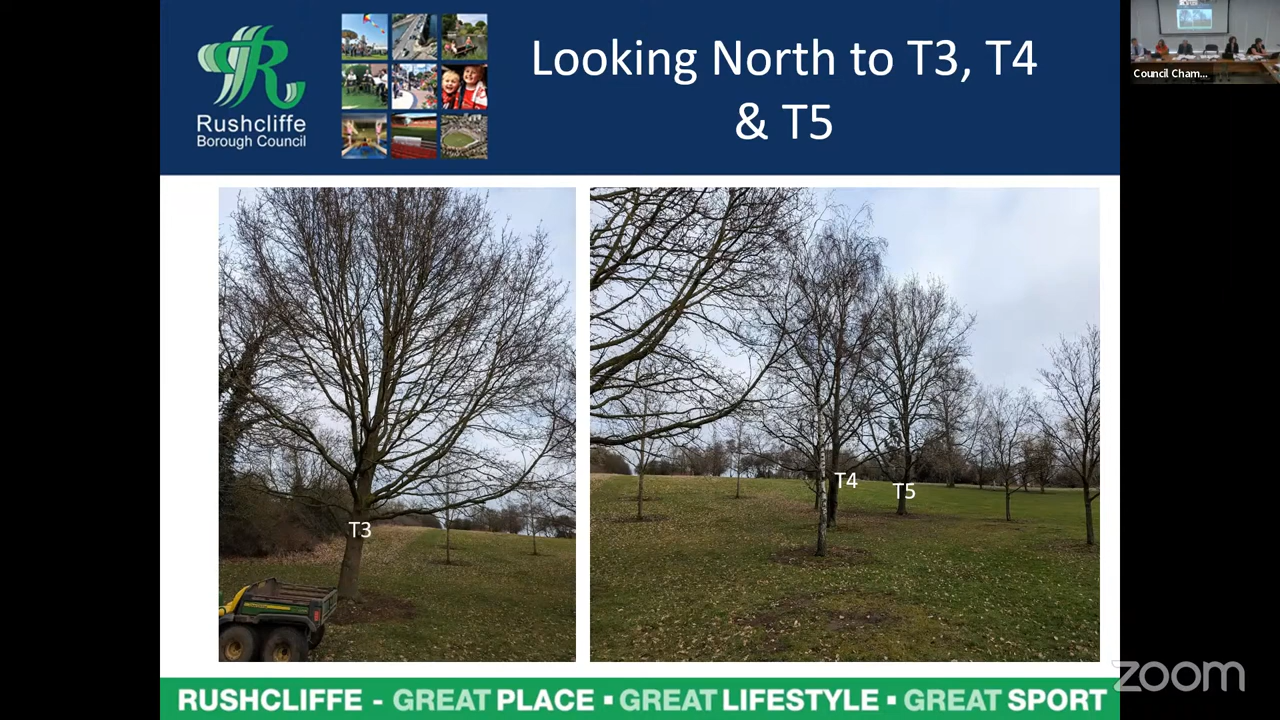 Rushcliffe
Borough Council
Looking North to T3, T4
& T5
Council Cham...
T3
T4
T5
RUSHCLIFFE - GREAT PLACE ▪ GREAT LIFESTYLE ▪ GREAT SPORT
zoom